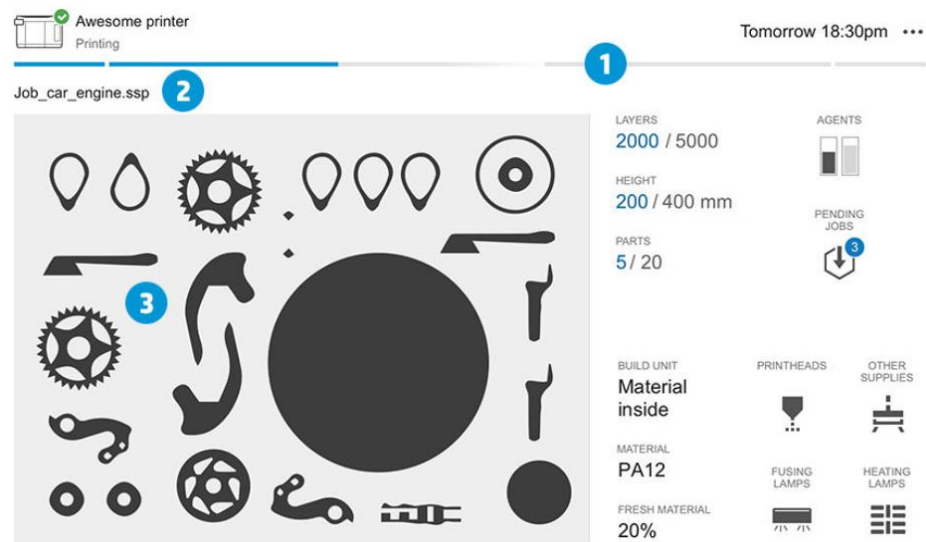 Awesome printer
Printing
Tomorrow 18:30pm
1
Job_car_engine.ssp
2
LAYERS
2000 / 5000
HEIGHT
200 / 400 mm
PARTS
5 / 20
AGENTS
PENDING
JOBS
3
3
BUILD UNIT
Material
inside
MATERIAL
PA12
FRESH MATERIAL
20%
PRINTHEADS
OTHER
SUPPLIES
FUSING
LAMPS
HEATING
LAMPS